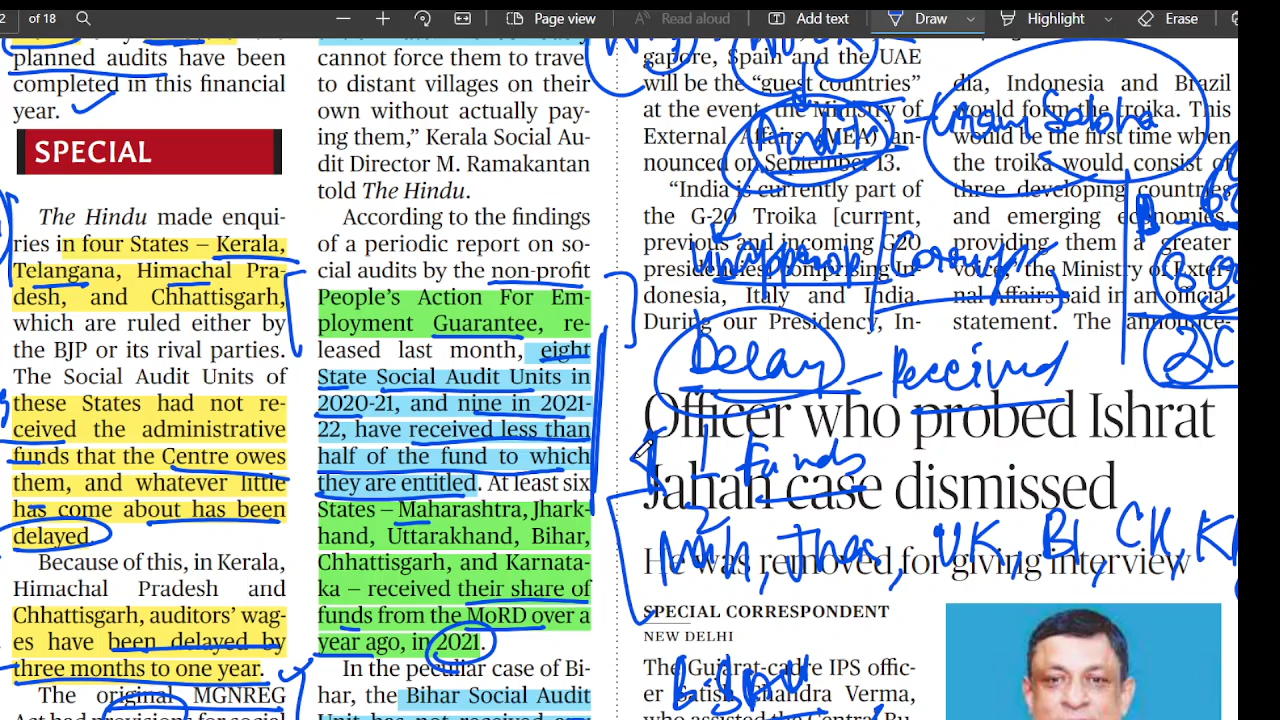 2 of 18
Page view
Read aloud
Add text
Draw
Highlight
Erase
planned audits have been
completed in this financial
year.
SPECIAL
The Hindu made enqui-
ries in four States – Kerala,
Telangana, Himachal Pra-
desh, and Chhattisgarh,
which are ruled either by
the BJP or its rival parties.
The Social Audit Units of
these States had not re-
ceived the administrative
funds that the Centre owes
them, and whatever little
has come about has been
delayed.
Because of this, in Kerala,
Himachal Pradesh and
Chhattisgarh, auditors' wag-
es have been delayed by
three months to one year.
The original MGNREG
cannot force them to travel
to distant villages on their
own without actually pay-
ing them,” Kerala Social Au-
dit Director M. Ramakantan
told The Hindu.
According to the findings
of a periodic report on so-
cial audits by the non-profit
People's Action For Em-
ployment Guarantee, re-
leased last month, eight
State Social Audit Units in
2020-21, and nine in 2021-
22, have received less than
half of the fund to which
they are entitled. At least six
States – Maharashtra, Jhark-
hand, Uttarakhand, Bihar,
Chhattisgarh, and Karnata-
ka – received their share of
funds from the MoRD over a
year ago, in 2021.
In the peculiar case of Bi-
har, the Bihar Social Audit
gapore, Spain and the UAE
will be the “guest countries”
at the event, the Ministry of
External Affairs (MEA) an-
nounced on September 13.
“India is currently part of
the G-20 Troika [current,
previous and incoming G20
presidencies] comprising In-
donesia, Italy and India.
During our Presidency, In-
dia, Indonesia and Brazil
would form the troika. This
would be the first time when
the troika would consist of
three developing countries
and emerging economies,
providing them a greater
voice,” the Ministry of Exter-
nal Affairs said in an official
statement. The announce-
Audit
Gram Sabha
Delay – Received
Funds
Officer who probed Ishrat
Jahan case dismissed
He was removed for giving interview
SPECIAL CORRESPONDENT
NEW DELHI
The Gujarat-cadre IPS offic-
er Satish Chandra Verma,